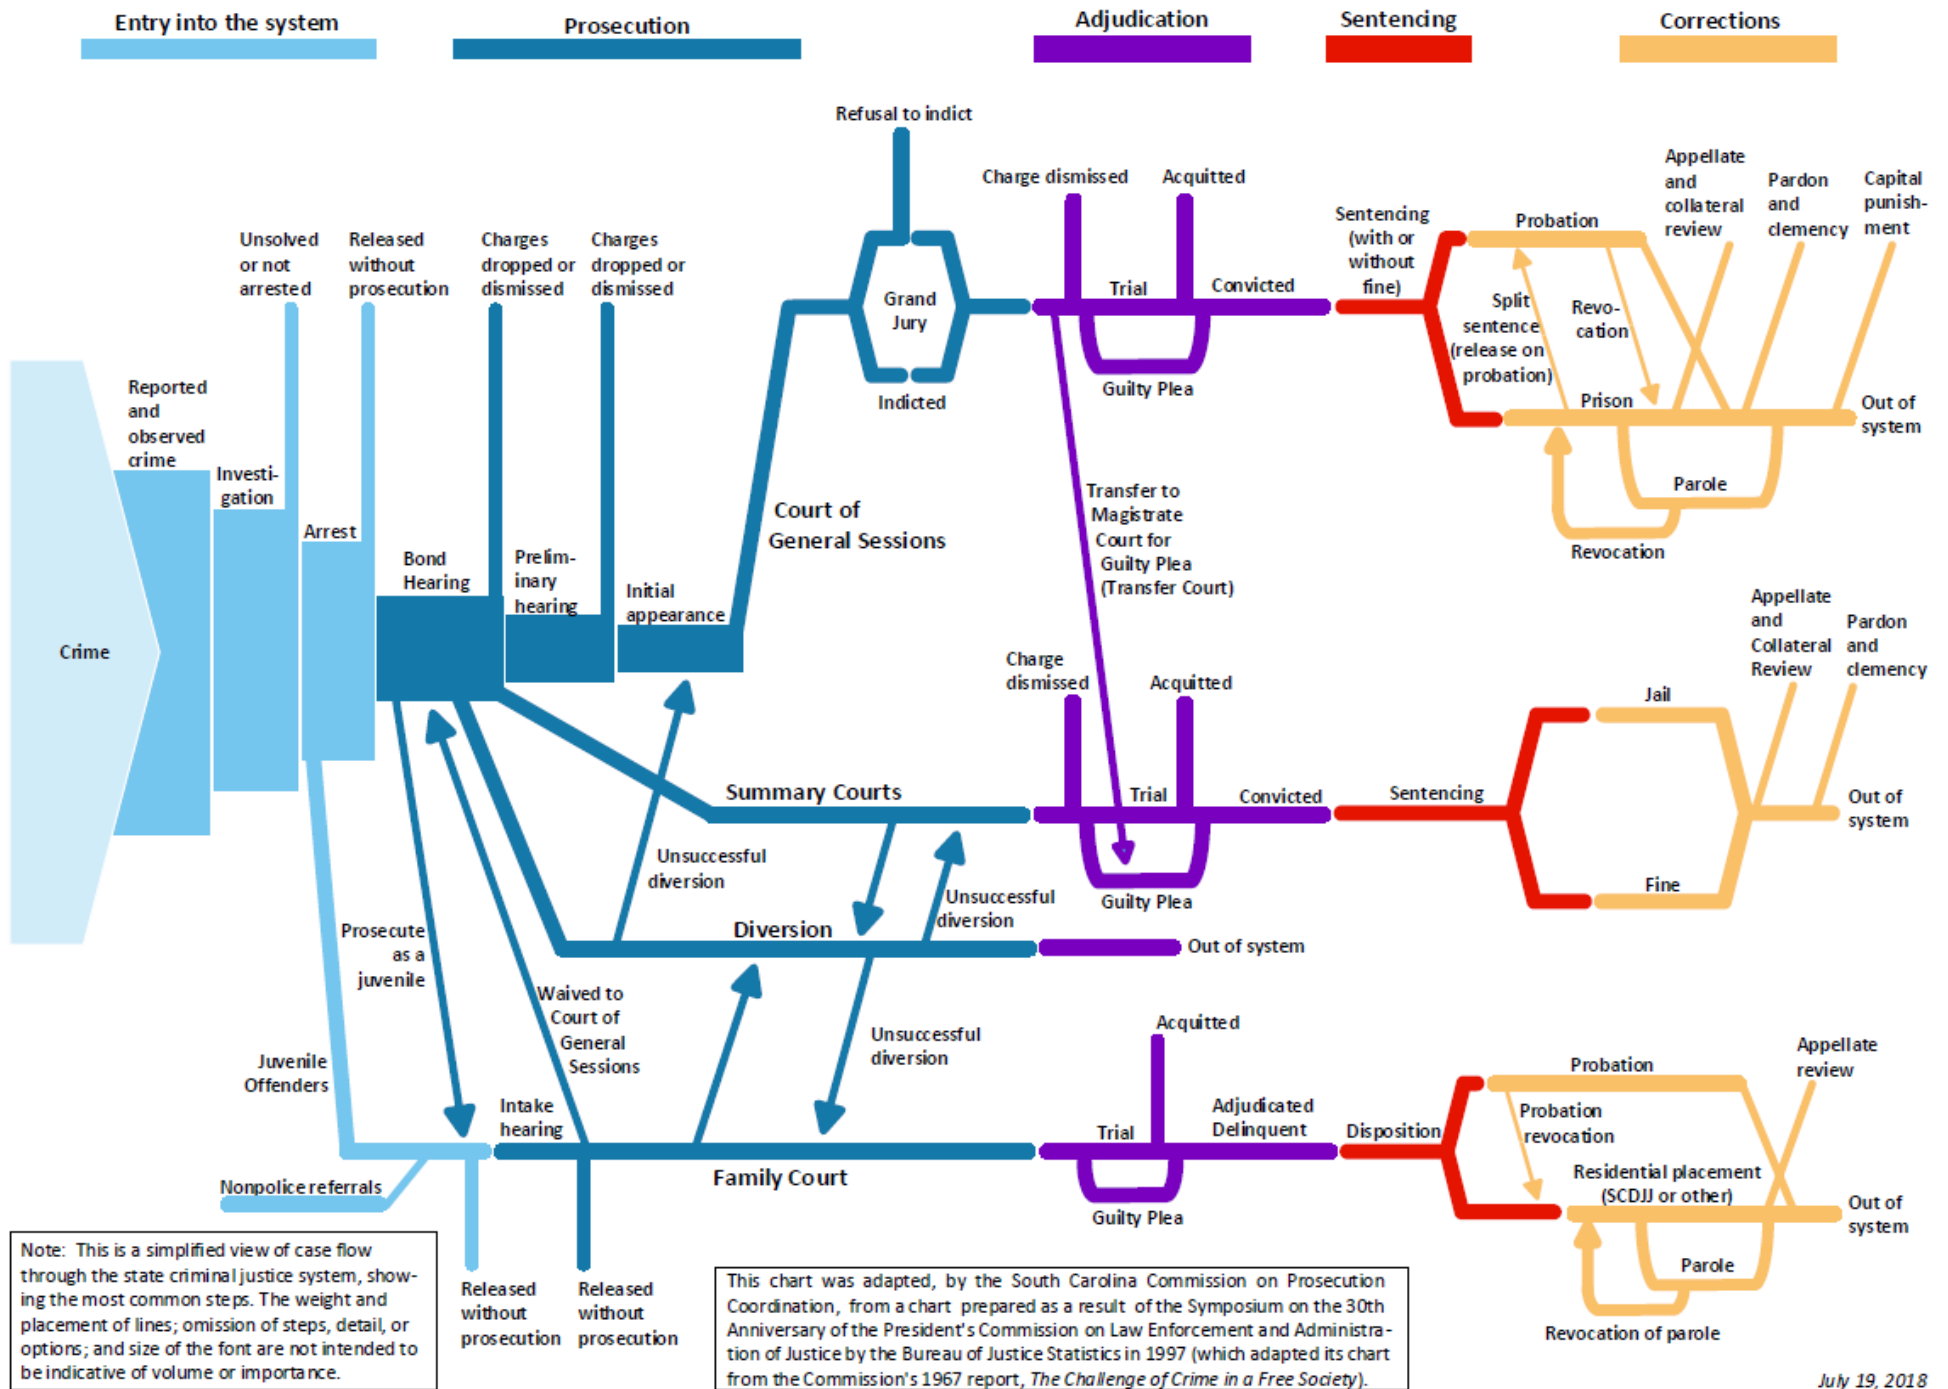 Entry into the system
Prosecution
Adjudication
Sentencing
Corrections
Refusal to indict
Charge dismissed
Acquitted
Appellate
and
collateral
review
Pardon
and
clemency
Capital
punish-
ment
Unsolved
or not
arrested
Released
without
prosecution
Charges
dropped or
dismissed
Charges
dropped or
dismissed
Grand
Jury
Indicted
Trial
Convicted
Guilty Plea
Sentencing
(with or
without
fine)
Probation
Split
sentence
(release on
probation)
Revo-
cation
Prison
Out of
system
Parole
Revocation
Reported
and
observed
crime
Investi-
gation
Arrest
Bond
Hearing
Prelim-
inary
hearing
Initial
appearance
Court of
General Sessions
Transfer to
Magistrate
Court for
Guilty Plea
(Transfer Court)
Crime
Charge
dismissed
Acquitted
Appellate
and
Collateral
Review
Pardon
and
clemency
Jail
Summary Courts
Trial
Convicted
Sentencing
Out of
system
Fine
Guilty Plea
Unsuccessful
diversion
Unsuccessful
diversion
Diversion
Out of system
Prosecute
as a
juvenile
Waived to
Court of
General
Sessions
Unsuccessful
diversion
Juvenile
Offenders
Intake
hearing
Acquitted
Trial
Adjudicated
Delinquent
Disposition
Probation
Appellate
review
Probation
revocation
Residential placement
(SCDJJ or other)
Out of
system
Nonpolice referrals
Family Court
Guilty Plea
Parole
Revocation of parole
Released
without
prosecution
Released
without
prosecution
Note: This is a simplified view of case flow
through the state criminal justice system, show-
ing the most common steps. The weight and
placement of lines; omission of steps, detail, or
options; and size of the font are not intended to
be indicative of volume or importance.
This chart was adapted, by the South Carolina Commission on Prosecution
Coordination, from a chart prepared as a result of the Symposium on the 30th
Anniversary of the President's Commission on Law Enforcement and Administra-
tion of Justice by the Bureau of Justice Statistics in 1997 (which adapted its chart
from the Commission's 1967 report, The Challenge of Crime in a Free Society).
July 19, 2018